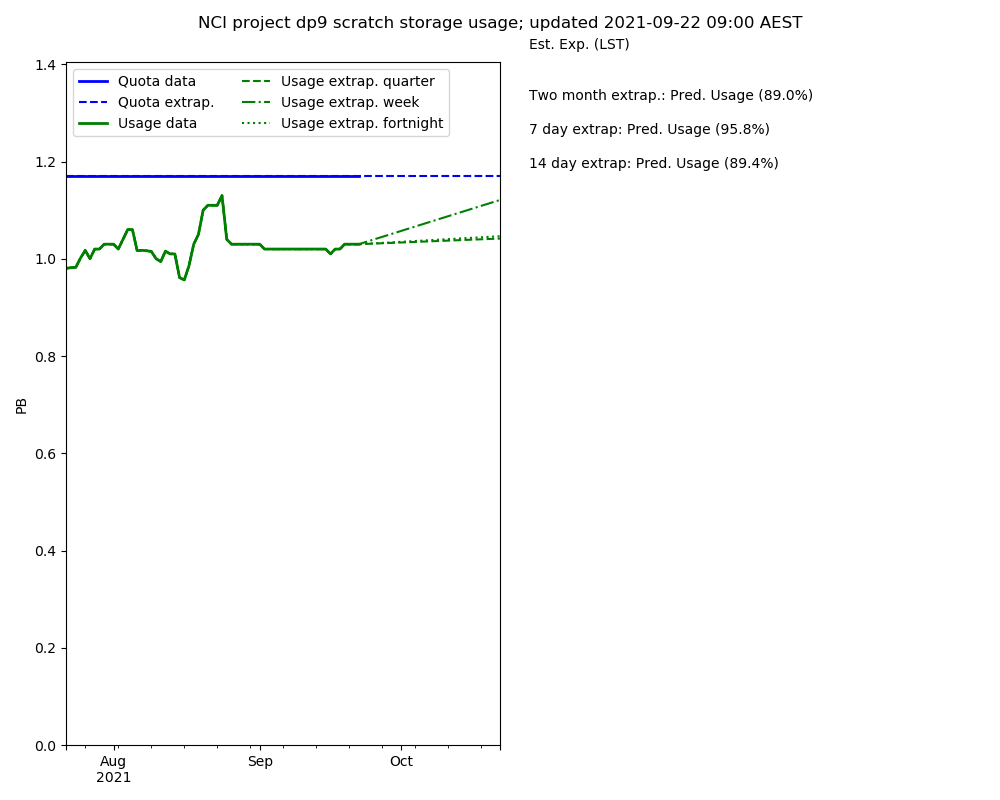 NCI project dp9 scratch storage usage; updated 2021-09-22 09:00 AEST
Est. Exp. (LST)
Two month extrap.: Pred. Usage (89.0%)
7 day extrap: Pred. Usage (95.8%)
14 day extrap: Pred. Usage (89.4%)
Quota data
Quota extrap.
Usage data
Usage extrap. quarter
Usage extrap. week
Usage extrap. fortnight
PB
1.4
1.2
1.0
0.8
0.6
0.4
0.2
0.0
Aug
2021
Sep
Oct